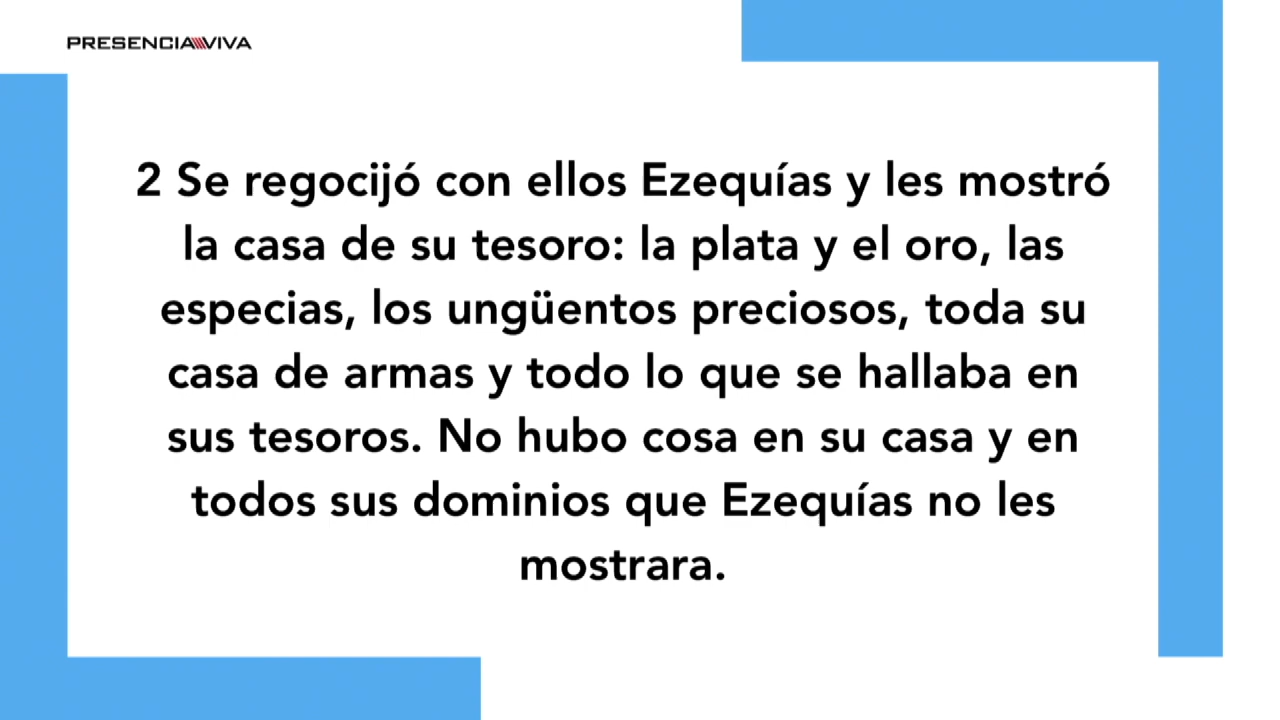 PRESENCIA VIVA
2 Se regocijó con ellos Ezequías y les mostró
la casa de su tesoro: la plata y el oro, las
especias, los ungüentos preciosos, toda su
casa de armas y todo lo que se hallaba en
sus tesoros. No hubo cosa en su casa y en
todos sus dominios que Ezequías no les
mostrara.